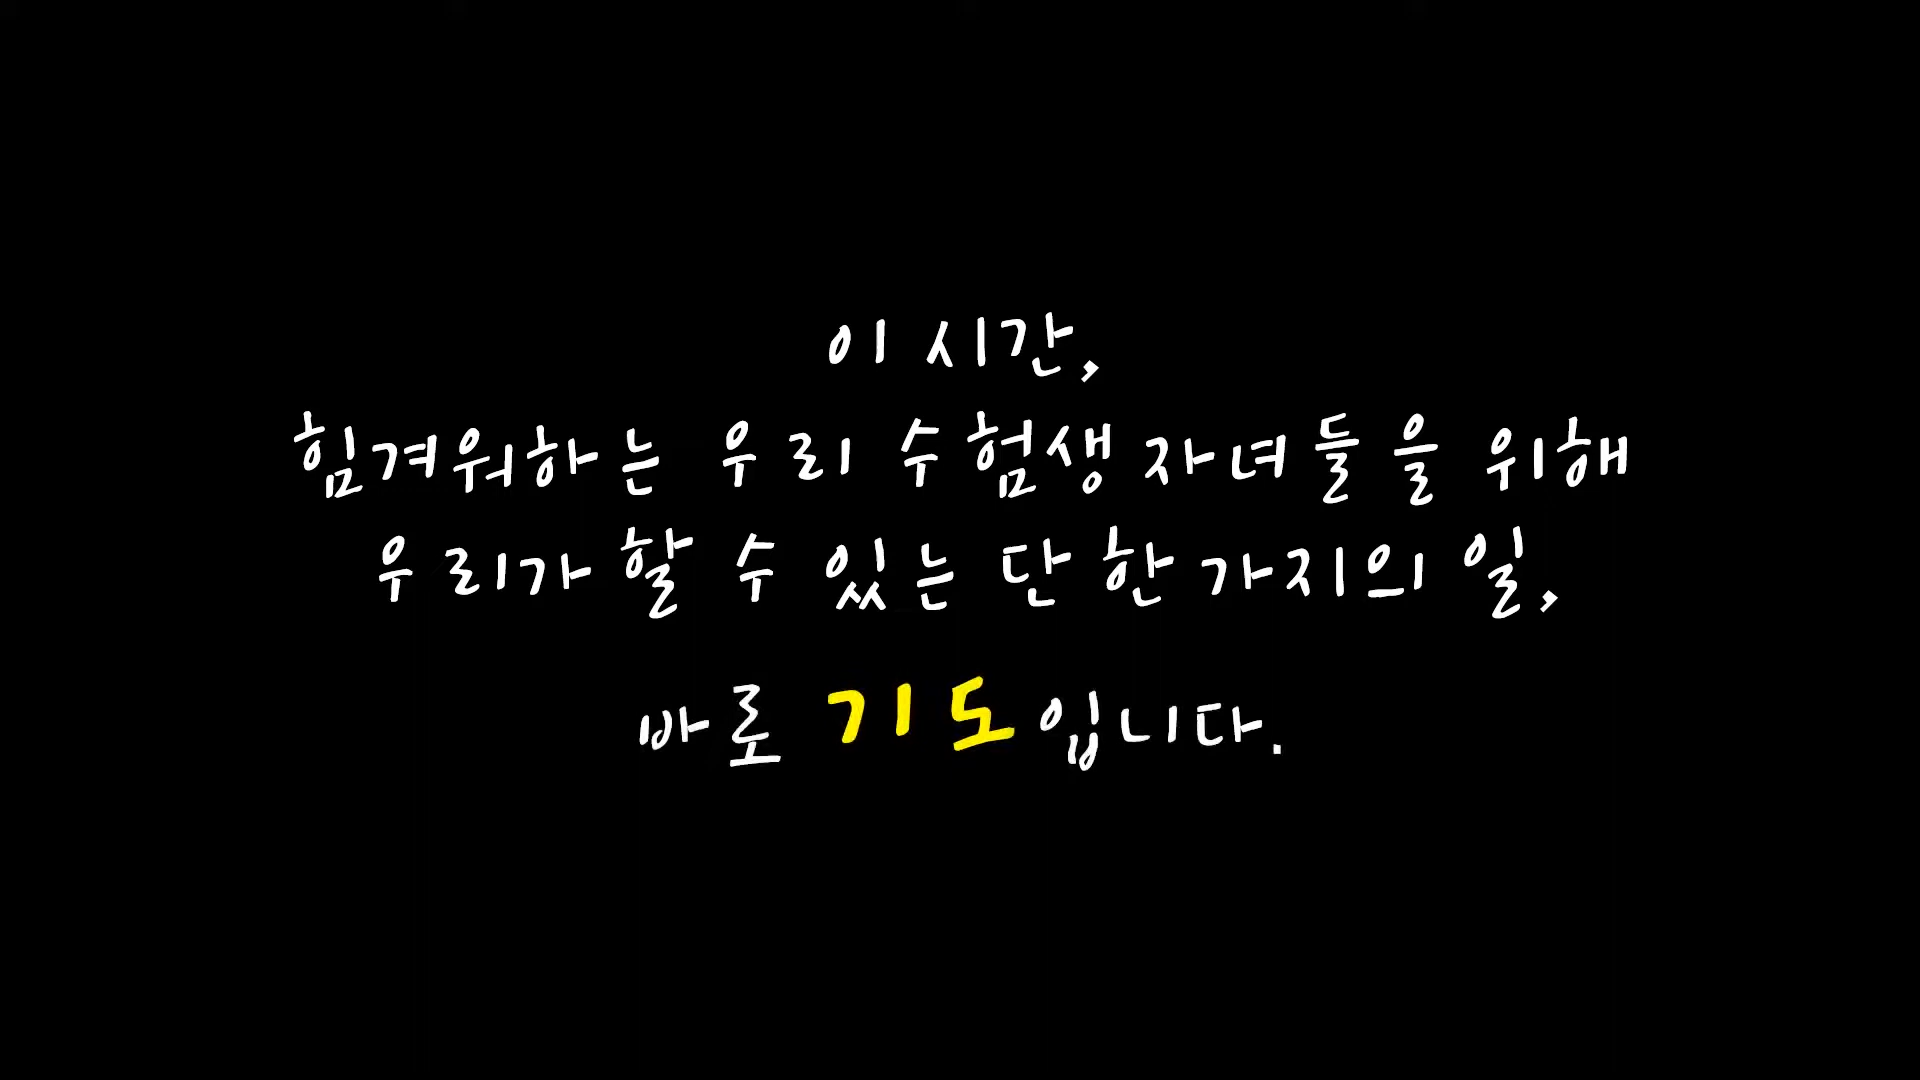 이 시간,
힘겨워하는 우리 수험생 자녀들을 위해
우리가 할 수 있는 단 한 가지의 일,
바로 기도입니다.